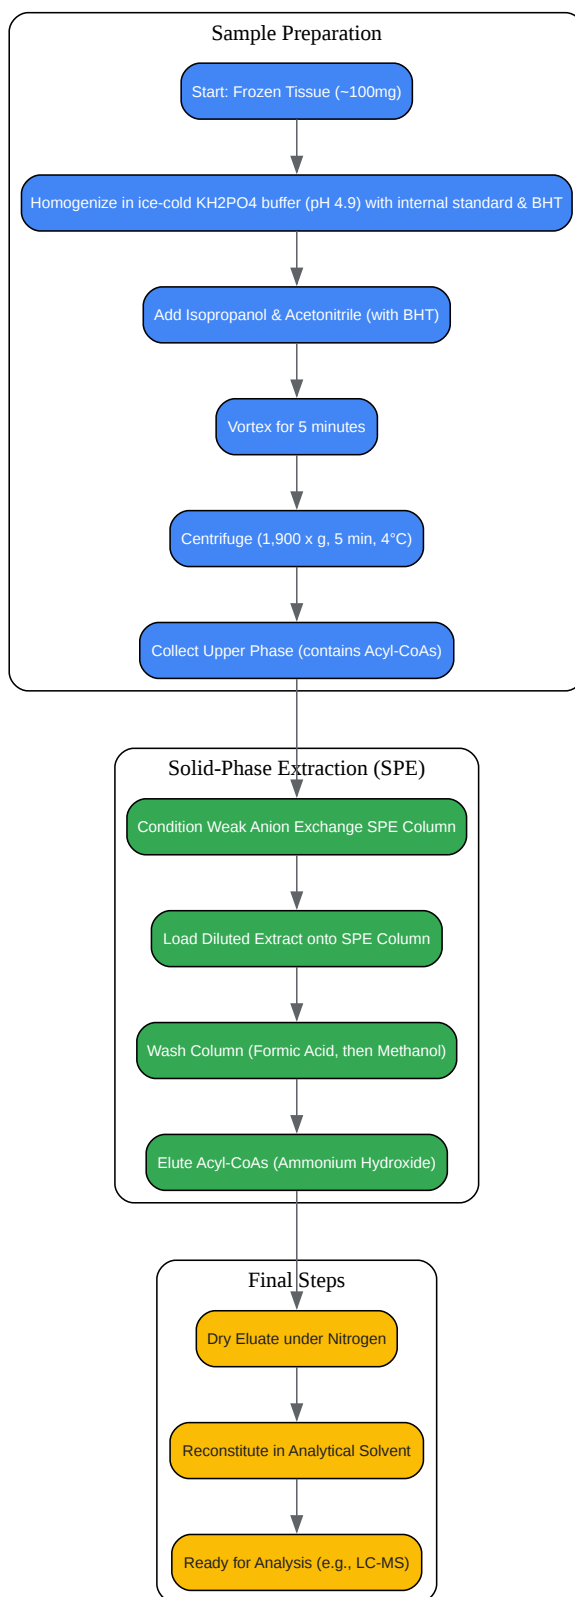 Sample Preparation
Start: Frozen Tissue (~100mg)
Homogenize in ice-cold KH2PO4 buffer (pH 4.9) with internal standard & BHT
Add Isopropanol & Acetonitrile (with BHT)
Vortex for 5 minutes
Centrifuge (1,900 x g, 5 min, 4°C)
Collect Upper Phase (contains Acyl-CoAs)
Solid-Phase Extraction (SPE)
Condition Weak Anion Exchange SPE Column
Load Diluted Extract onto SPE Column
Wash Column (Formic Acid, then Methanol)
Elute Acyl-CoAs (Ammonium Hydroxide)
Final Steps
Dry Eluate under Nitrogen
Reconstitute in Analytical Solvent
Ready for Analysis (e.g., LC-MS)